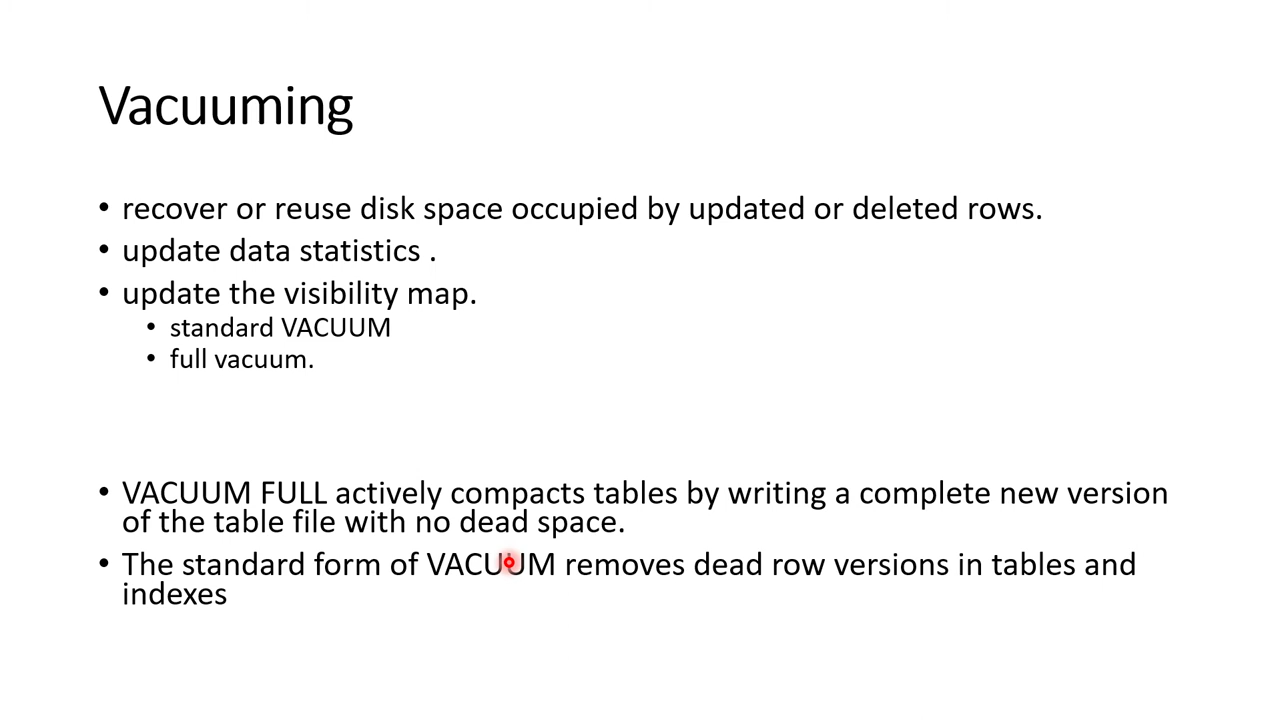 Vacuuming
• recover or reuse disk space occupied by updated or deleted rows.
• update data statistics .
• update the visibility map.
• standard VACUUM
• full vacuum.
• VACUUM FULL actively compacts tables by writing a complete new version
of the table file with no dead space.
• The standard form of VACUUM removes dead row versions in tables and
indexes